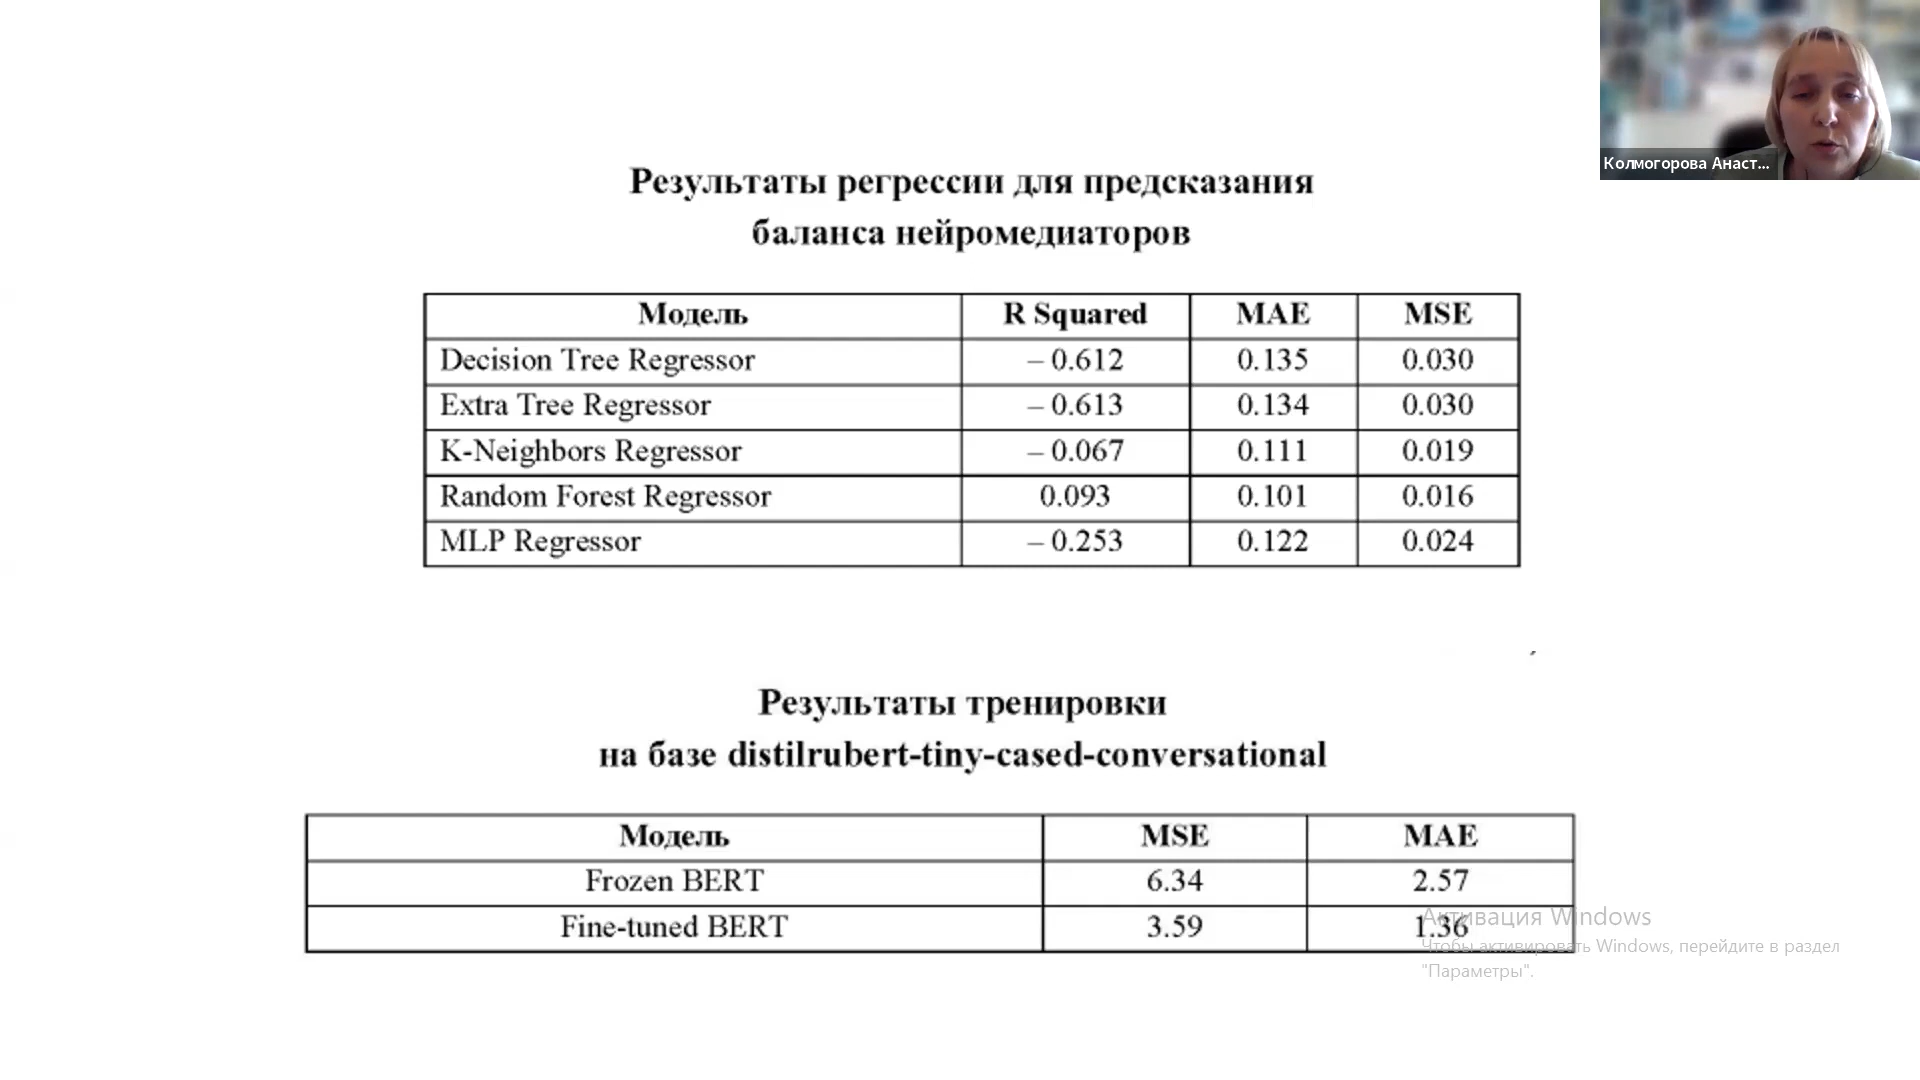 Колмогорова Анаст...
Результаты регрессии для предсказания
баланса нейромедиаторов
Модель R Squared MAE MSE
Decision Tree Regressor – 0.612 0.135 0.030
Extra Tree Regressor – 0.613 0.134 0.030
K-Neighbors Regressor – 0.067 0.111 0.019
Random Forest Regressor 0.093 0.101 0.016
MLP Regressor – 0.253 0.122 0.024
Результаты тренировки
на базе distilrubert-tiny-cased-conversational
Модель MSE MAE
Frozen BERT 6.34 2.57
Fine-tuned BERT 3.59 1.36
Активация Windows
Чтобы активировать Windows, перейдите в раздел
"Параметры".